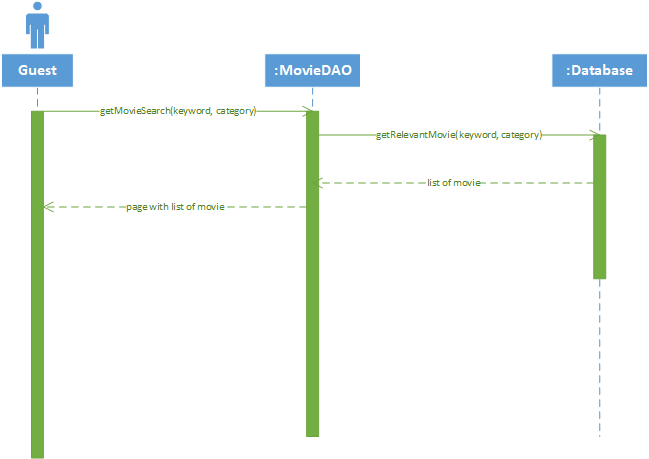 Guest
:MovieDAO
:Database
getMovieSearch(keyword, category)
getRelevantMovie(keyword, category)
list of movie
page with list of movie